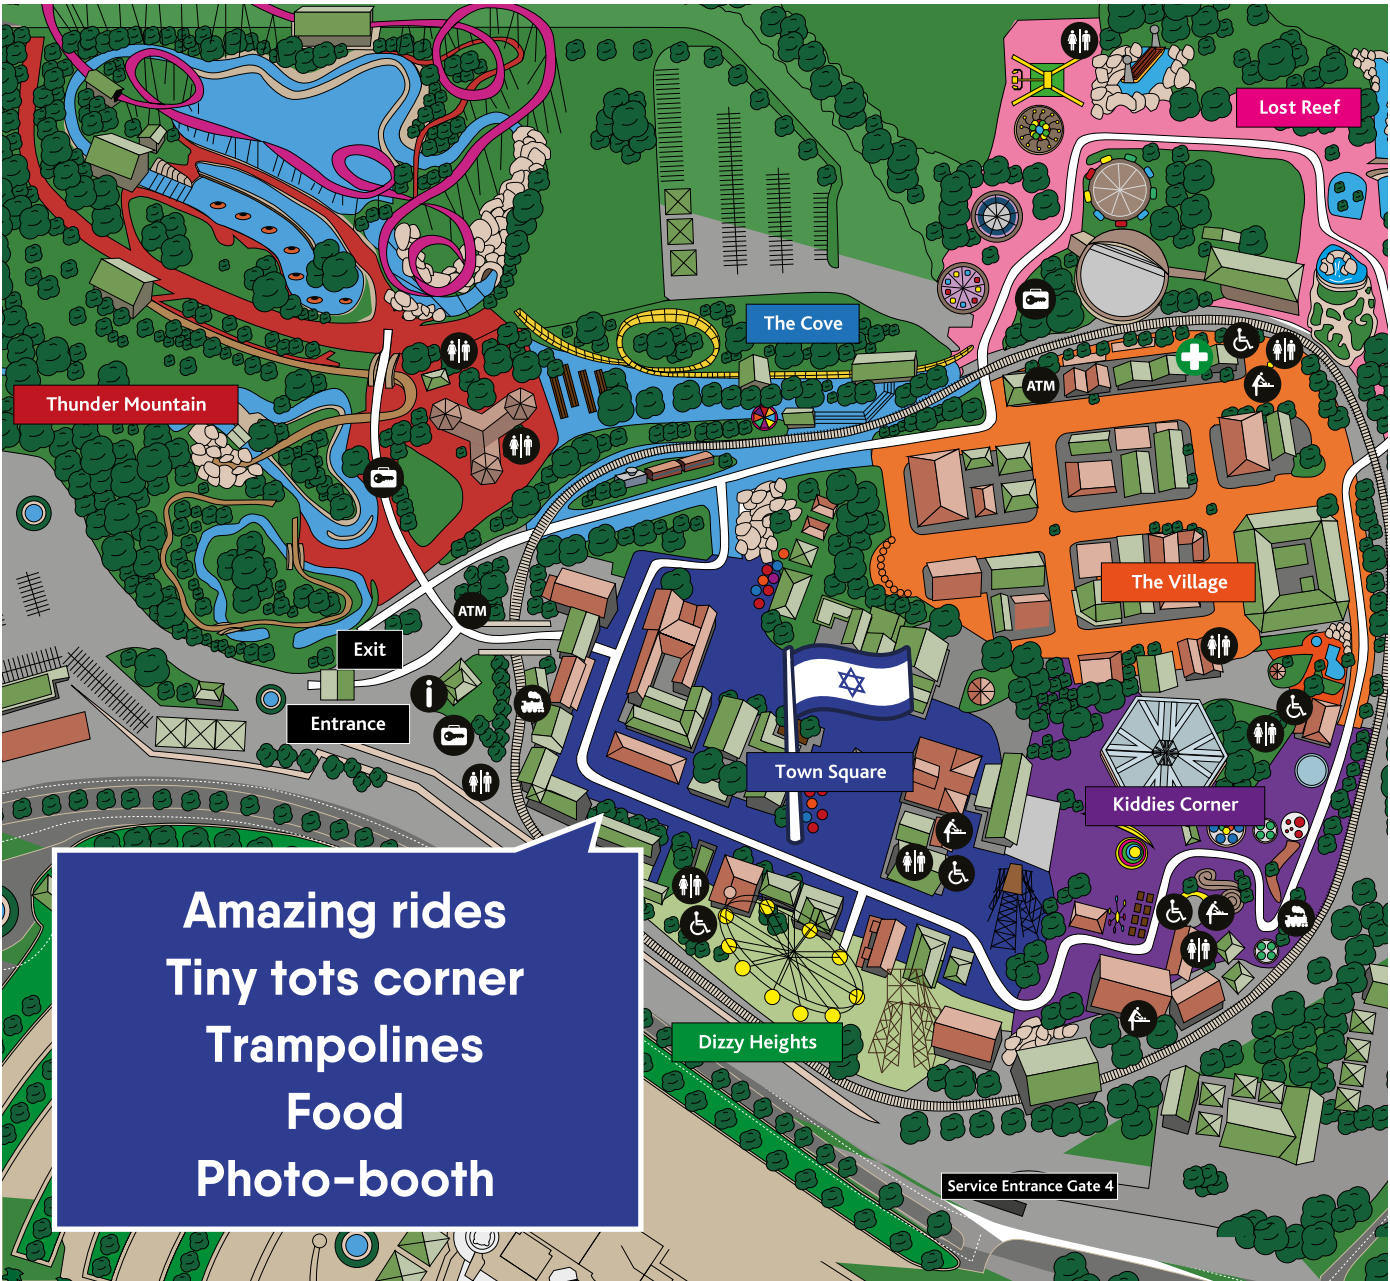 Lost Reef
The Cove
Thunder Mountain
ATM
The Village
ATM
Exit
i
Entrance
Town Square
Kiddies Corner
Amazing rides
Tiny tots corner
Trampolines
Food
Photo-booth
Dizzy Heights
Service Entrance Gate 4